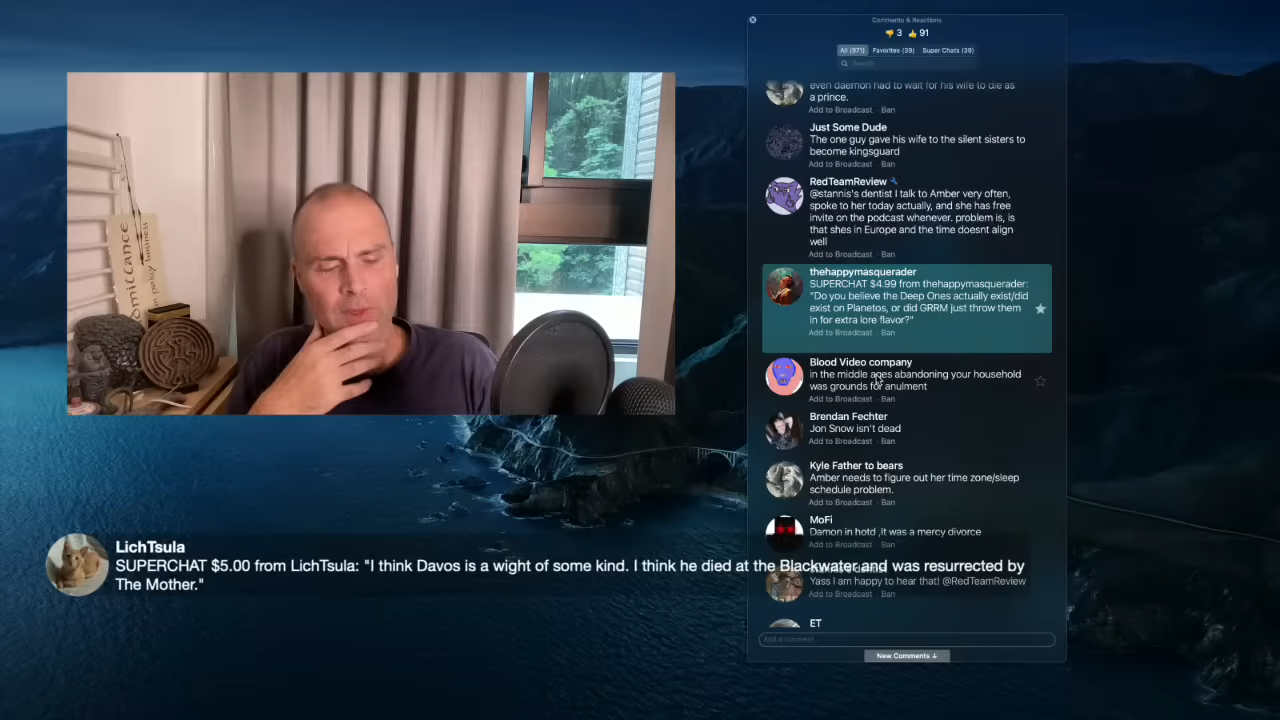 Comments & Reactions
👎 3 👍 91
All (971) Favorites (39) Super Chats (39)
Search
even daemon had to wait for his wife to die as
a prince.
Add to Broadcast · Ban
Just Some Dude
The one guy gave his wife to the silent sisters to
become kingsguard
Add to Broadcast · Ban
RedTeamReview
@stannis's dentist I talk to Amber very often,
spoke to her today actually, and she has free
invite on the podcast whenever. problem is, is
that shes in Europe and the time doesnt align
well
Add to Broadcast · Ban
thehappymasquerader
SUPERCHAT $4.99 from thehappymasquerader:
"Do you believe the Deep Ones actually exist/did
exist on Planetos, or did GRRM just throw them
in for extra lore flavor?"
Add to Broadcast · Ban
Blood Video company
in the middle ages abandoning your household
was grounds for anulment
Add to Broadcast · Ban
Brendan Fechter
Jon Snow isn't dead
Add to Broadcast · Ban
Kyle Father to bears
Amber needs to figure out her time zone/sleep
schedule problem.
Add to Broadcast · Ban
MoFi
Damon in hotd ,it was a mercy divorce
Add to Broadcast · Ban
Yass I am happy to hear that! @RedTeamReview
Add to Broadcast · Ban
ET
Add a comment
New Comments ↓
LichTsula
SUPERCHAT $5.00 from LichTsula: "I think Davos is a wight of some kind. I think he died at the Blackwater and was resurrected by
The Mother."